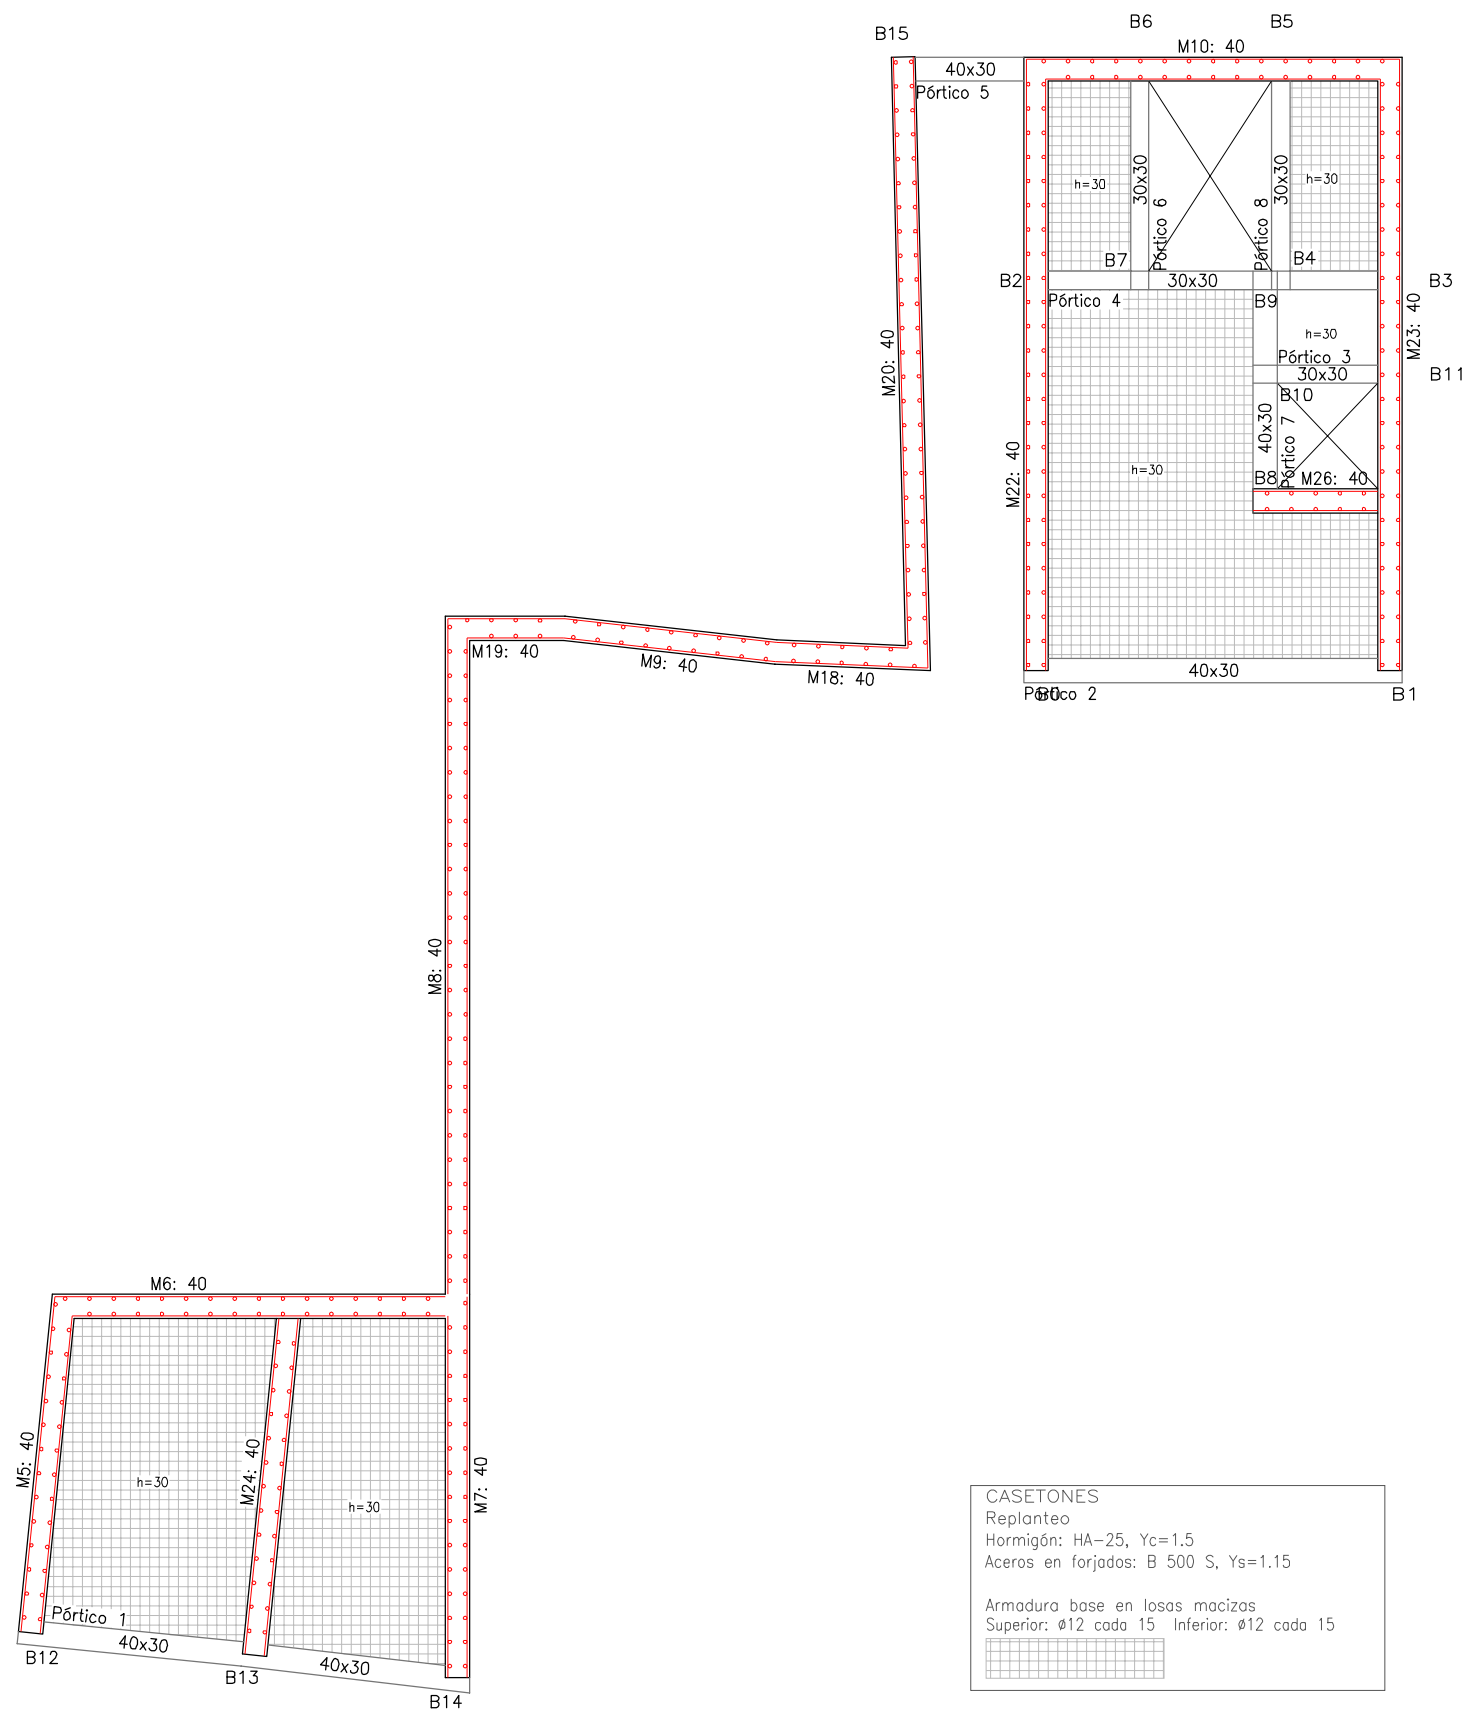 B6
B5
B15
M10: 40
40x30
Pórtico 5
30x30
30x30
h=30
h=30
Pórtico 6
Pórtico 8
B7
B4
B2
30x30
B3
Pórtico 4
B9
M23: 40
h=30
M20: 40
Pórtico 3
30x30
B11
B10
40x30
Pórtico 7
M22: 40
h=30
B8
M26: 40
M19: 40
M9: 40
M18: 40
40x30
Pórtico 2
B0
B1
M8: 40
M6: 40
M5: 40
M24: 40
M7: 40
h=30
h=30
Pórtico 1
40x30
40x30
B12
B13
B14
CASETONES
Replanteo
Hormigón: HA-25, Yc=1.5
Aceros en forjados: B 500 S, Ys=1.15
Armadura base en losas macizas
Superior: ø12 cada 15 Inferior: ø12 cada 15